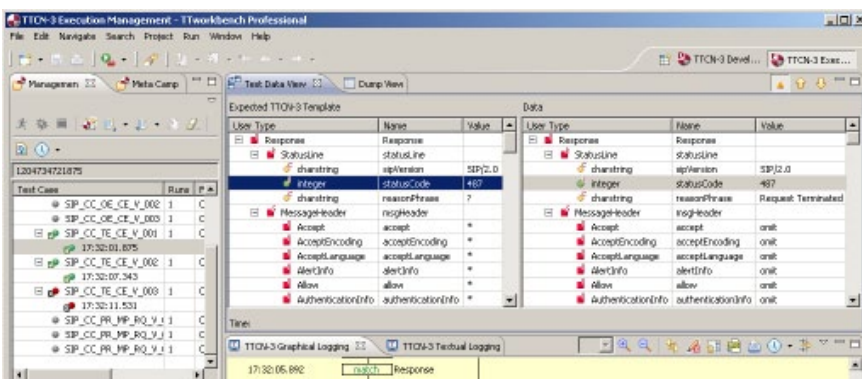 TTCN-3 Execution Management - TTworkbench Professional
File Edit Navigate Search Project Run Window Help
TTCN-3 Devel... TTCN-3 Exec...
Managemen Meta Camp
1204734721875
Test Case Runs
SIP_CC_OE_CE_V_002 1
SIP_CC_OE_CE_V_003 1
SIP_CC_TE_CE_V_001 1
17:32:01.875
SIP_CC_TE_CE_V_002 1
17:32:07.343
SIP_CC_TE_CE_V_003 1
17:32:11.531
SIP_CC_PR_MP_RQ_V_ 1
SIP_CC_PR_MP_RQ_V_ 1
SIP_CC_PR_MP_RQ_V_ 1
Test Data View Dump View
Expected TTCN-3 Template
User Type Name Value
Response Response
StatusLine statusLine
charstring sipVersion SIP/2.0
integer statusCode 487
charstring reasonPhrase ?
MessageHeader msgHeader
Accept accept *
AcceptEncoding acceptEncoding *
AcceptLanguage acceptLanguage *
AlertInfo alertInfo *
Allow allow *
AuthenticationInfo authenticationInfo *
Data
User Type Name Value
Response Response
StatusLine statusLine
charstring sipVersion SIP/2.0
integer statusCode 487
charstring reasonPhrase Request Terminated
MessageHeader msgHeader
Accept accept omit
AcceptEncoding acceptEncoding omit
AcceptLanguage acceptLanguage omit
AlertInfo alertInfo omit
Allow allow omit
AuthenticationInfo authenticationInfo omit
Time:
TTCN-3 Graphical Logging TTCN-3 Textual Logging
17:32:05.892 match Response